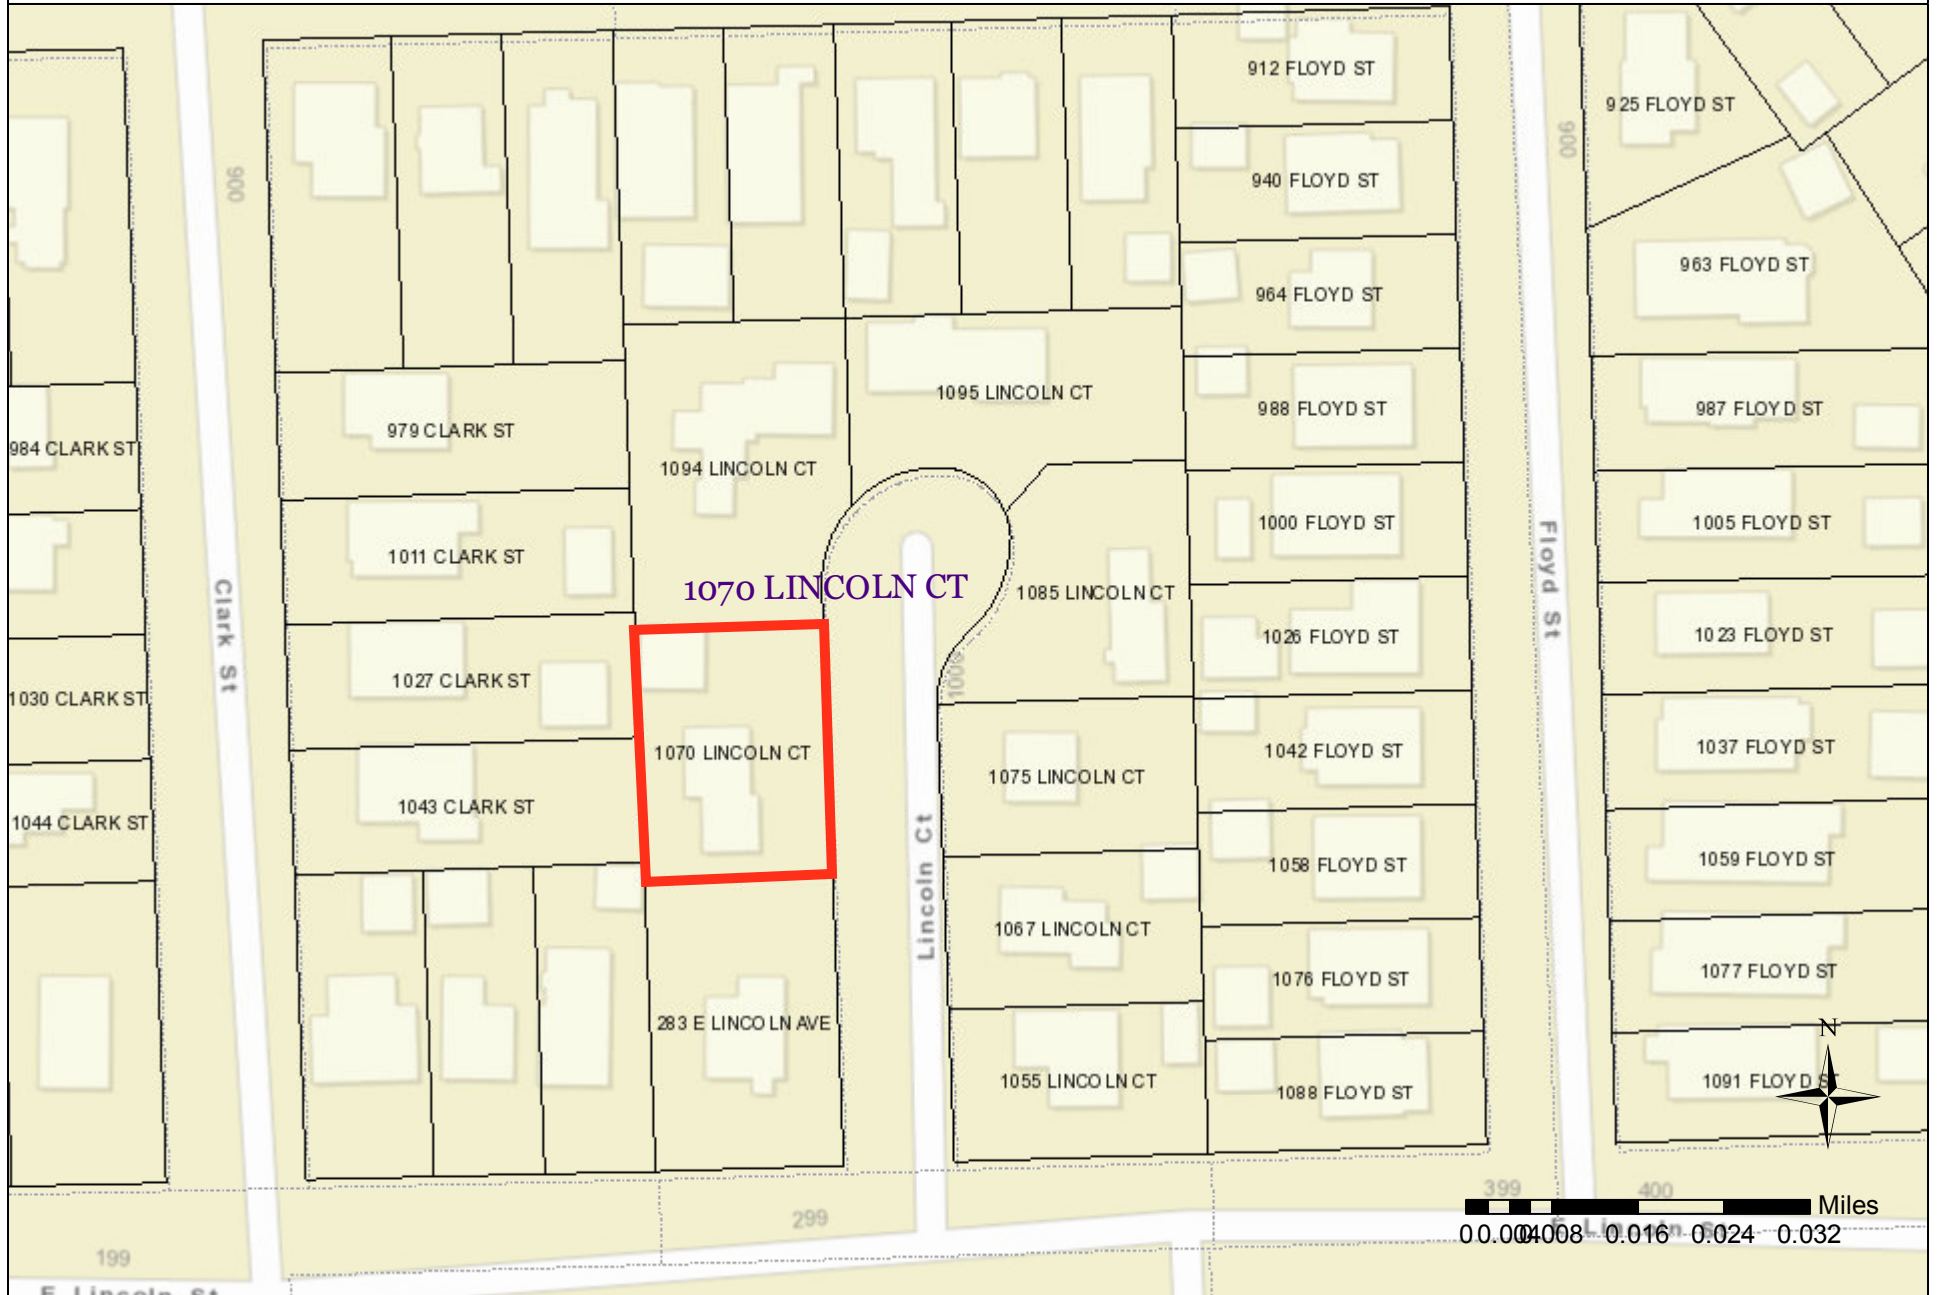 912 FLOYD ST
925 FLOYD ST
900
900
940 FLOYD ST
963 FLOYD ST
964 FLOYD ST
1095 LINCOLN CT
988 FLOYD ST
987 FLOYD ST
979 CLARK ST
984 CLARK ST
1094 LINCOLN CT
1000 FLOYD ST
1005 FLOYD ST
1011 CLARK ST
Floyd St
1070 LINCOLN CT
1085 LINCOLN CT
Clark St
1026 FLOYD ST
1023 FLOYD ST
1000
1027 CLARK ST
1030 CLARK ST
1070 LINCOLN CT
1042 FLOYD ST
1037 FLOYD ST
1075 LINCOLN CT
1043 CLARK ST
1044 CLARK ST
1058 FLOYD ST
1059 FLOYD ST
Lincoln Ct
1067 LINCOLN CT
1076 FLOYD ST
1077 FLOYD ST
283 E LINCOLN AVE
N
1055 LINCOLN CT
1088 FLOYD ST
1091 FLOYD ST
399
400
299
Miles
0 0.004 0.008 0.016 0.024 0.032
E Lincoln St
199
E Lincoln St